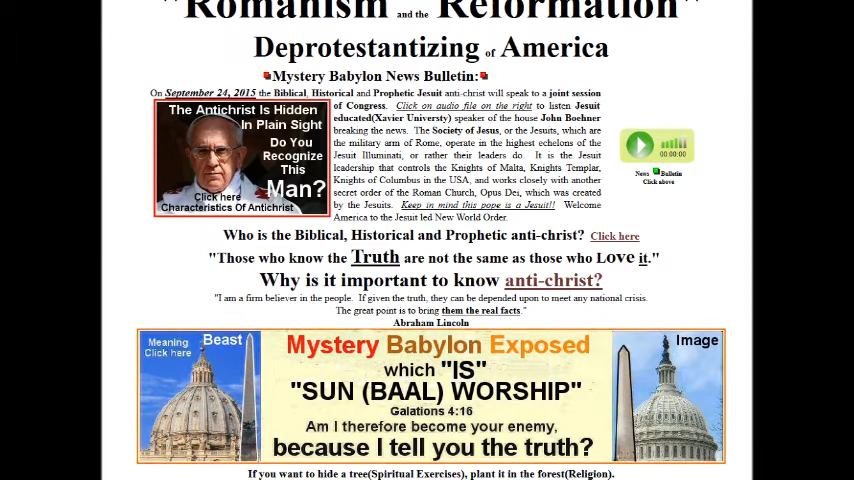 "Romanism and the Reformation"
Deprotestantizing of America
Mystery Babylon News Bulletin:
On September 24, 2015 the Biblical, Historical and Prophetic Jesuit anti-christ will speak to a joint session
of Congress. Click on audio file on the right to listen Jesuit
educated(Xavier Universty) speaker of the house John Boehner
breaking the news. The Society of Jesus, or the Jesuits, which are
the military arm of Rome, operate in the highest echelons of the
Jesuit Illuminati, or rather their leaders do. It is the Jesuit
leadership that controls the Knights of Malta, Knights Templar,
Knights of Columbus in the USA, and works closely with another
secret order of the Roman Church, Opus Dei, which was created
by the Jesuits. Keep in mind this pope is a Jesuit!! Welcome
America to the Jesuit led New World Order.
The Antichrist Is Hidden
In Plain Sight
Do You
Recognize
This
Man?
Click here
Characteristics Of Antichrist
00:00:00
News Bulletin
Click above
Who is the Biblical, Historical and Prophetic anti-christ? Click here
"Those who know the Truth are not the same as those who Love it."
Why is it important to know anti-christ?
"I am a firm believer in the people. If given the truth, they can be depended upon to meet any national crisis.
The great point is to bring them the real facts."
Abraham Lincoln
Meaning
Click here
Beast
Mystery Babylon Exposed
which "IS"
"SUN (BAAL) WORSHIP"
Galations 4:16
Am I therefore become your enemy,
because I tell you the truth?
Image
If you want to hide a tree(Spiritual Exercises), plant it in the forest(Religion).